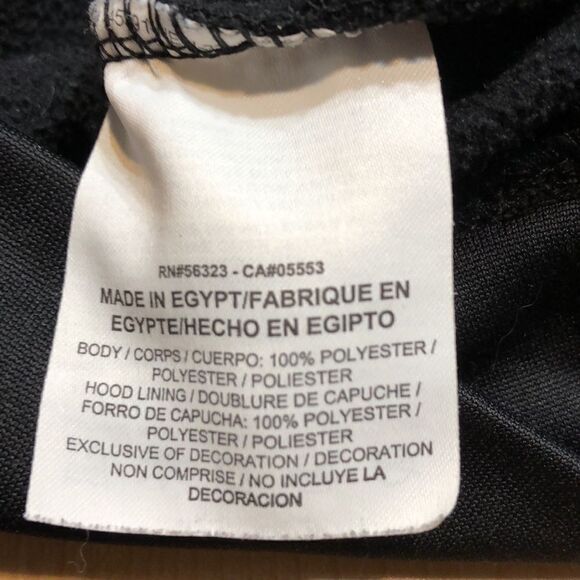 RN#56323 - CA#05553
MADE IN EGYPT/FABRIQUE EN
EGYPTE/HECHO EN EGIPTO
BODY / CORPS / CUERPO: 100% POLYESTER /
POLYESTER / POLIESTER
HOOD LINING / DOUBLURE DE CAPUCHE /
FORRO DE CAPUCHA: 100% POLYESTER /
POLYESTER / POLIESTER
EXCLUSIVE OF DECORATION / DECORATION
NON COMPRISE / NO INCLUYE LA
DECORACION